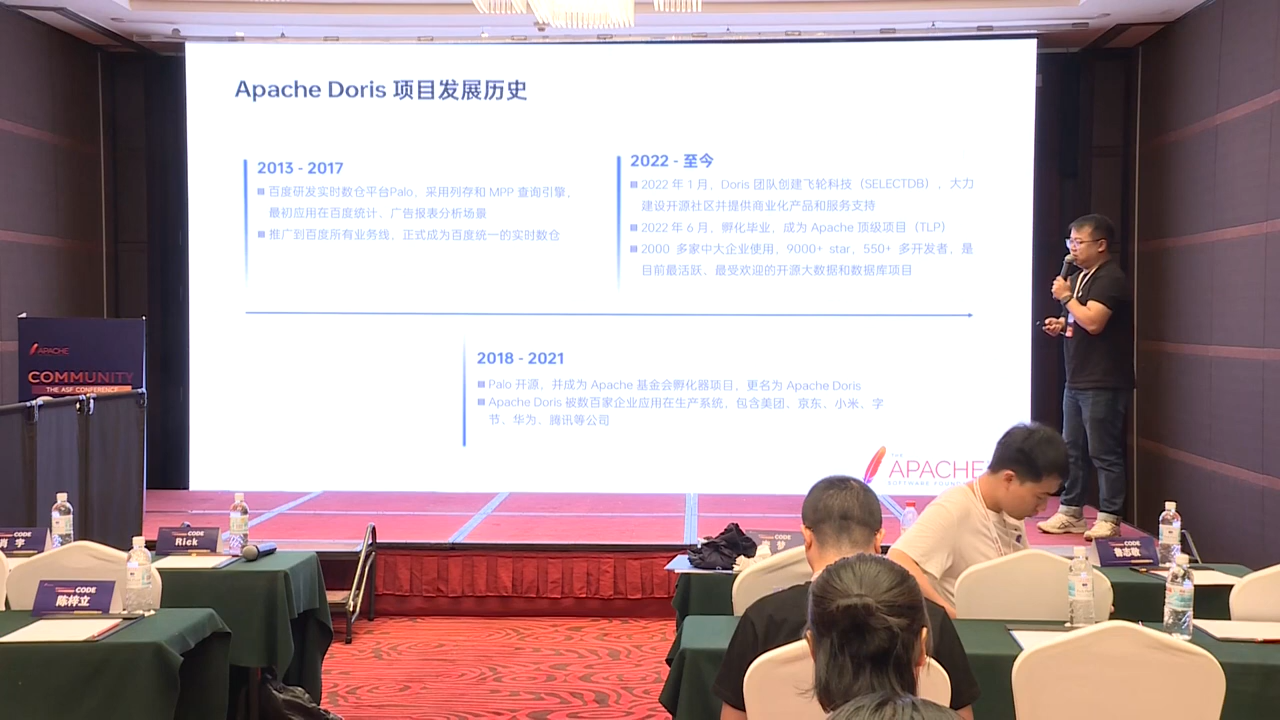 Apache Doris 项目发展历史
2013 - 2017
百度研发实时数仓平台Palo，采用列存和 MPP 查询引擎，
最初应用在百度统计、广告报表分析场景
推广到百度所有业务线，正式成为百度统一的实时数仓
2022 - 至今
2022 年 1 月，Doris 团队创建飞轮科技（SELECTDB），大力
建设开源社区并提供商业化产品和服务支持
2022 年 6 月，孵化毕业，成为 Apache 顶级项目（TLP）
2000 多家中大企业使用，9000+ star，550+ 多开发者，是
目前最活跃、最受欢迎的开源大数据和数据库项目
2018 - 2021
Palo 开源，并成为 Apache 基金会孵化器项目，更名为 Apache Doris
Apache Doris 被数百家企业应用在生产系统，包含美团、京东、小米、字
节、华为、腾讯等公司
THE
APACHE
APACHE
COMMUNITY
THE ASF CONFERENCE
CODE
宇
CODE
Rick
CODE
陈梓立
CODE
CODE
鲁志敬